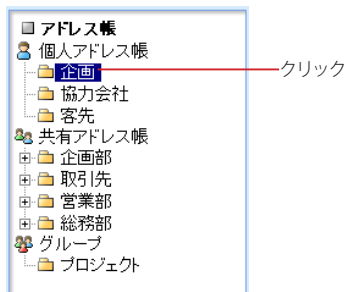 アドレス帳
個人アドレス帳
企画
クリック
協力会社
客先
共有アドレス帳
企画部
取引先
営業部
総務部
グループ
プロジェクト